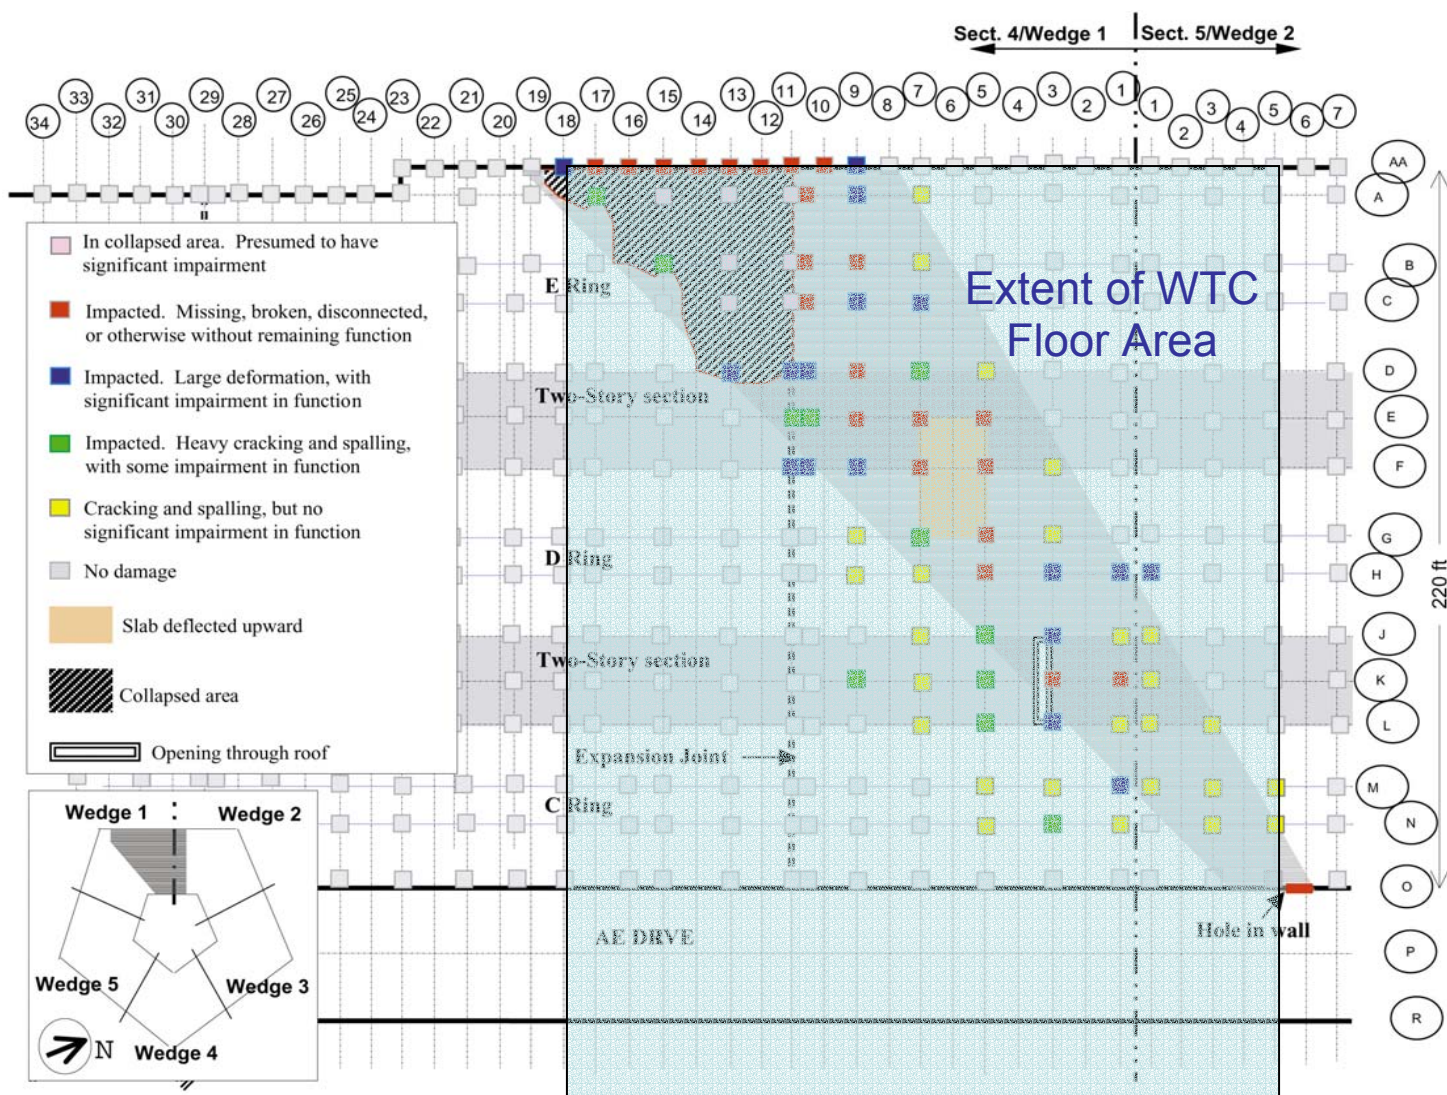 Sect. 4/Wedge 1 Sect. 5/Wedge 2
33 31 29 27 25 23 21 19 17 15 13 11 9 7 5 3 1 1 3 5 7
34 32 30 28 26 24 22 20 18 16 14 12 10 8 6 4 2 2 4 6
AA
A
In collapsed area. Presumed to have
significant impairment
B
E Ring
Extent of WTC
Floor Area
C
Impacted. Missing, broken, disconnected,
or otherwise without remaining function
Impacted. Large deformation, with
significant impairment in function
D
Two-Story section
E
Impacted. Heavy cracking and spalling,
with some impairment in function
F
Cracking and spalling, but no
significant impairment in function
G
D Ring
No damage
H
220 ft
Slab deflected upward
J
Two-Story section
K
Collapsed area
L
Opening through roof
Expansion Joint
M
C Ring
N
O
Hole in wall
AE DRVE
P
R
Wedge 1 Wedge 2
Wedge 5 Wedge 3
Wedge 4
N